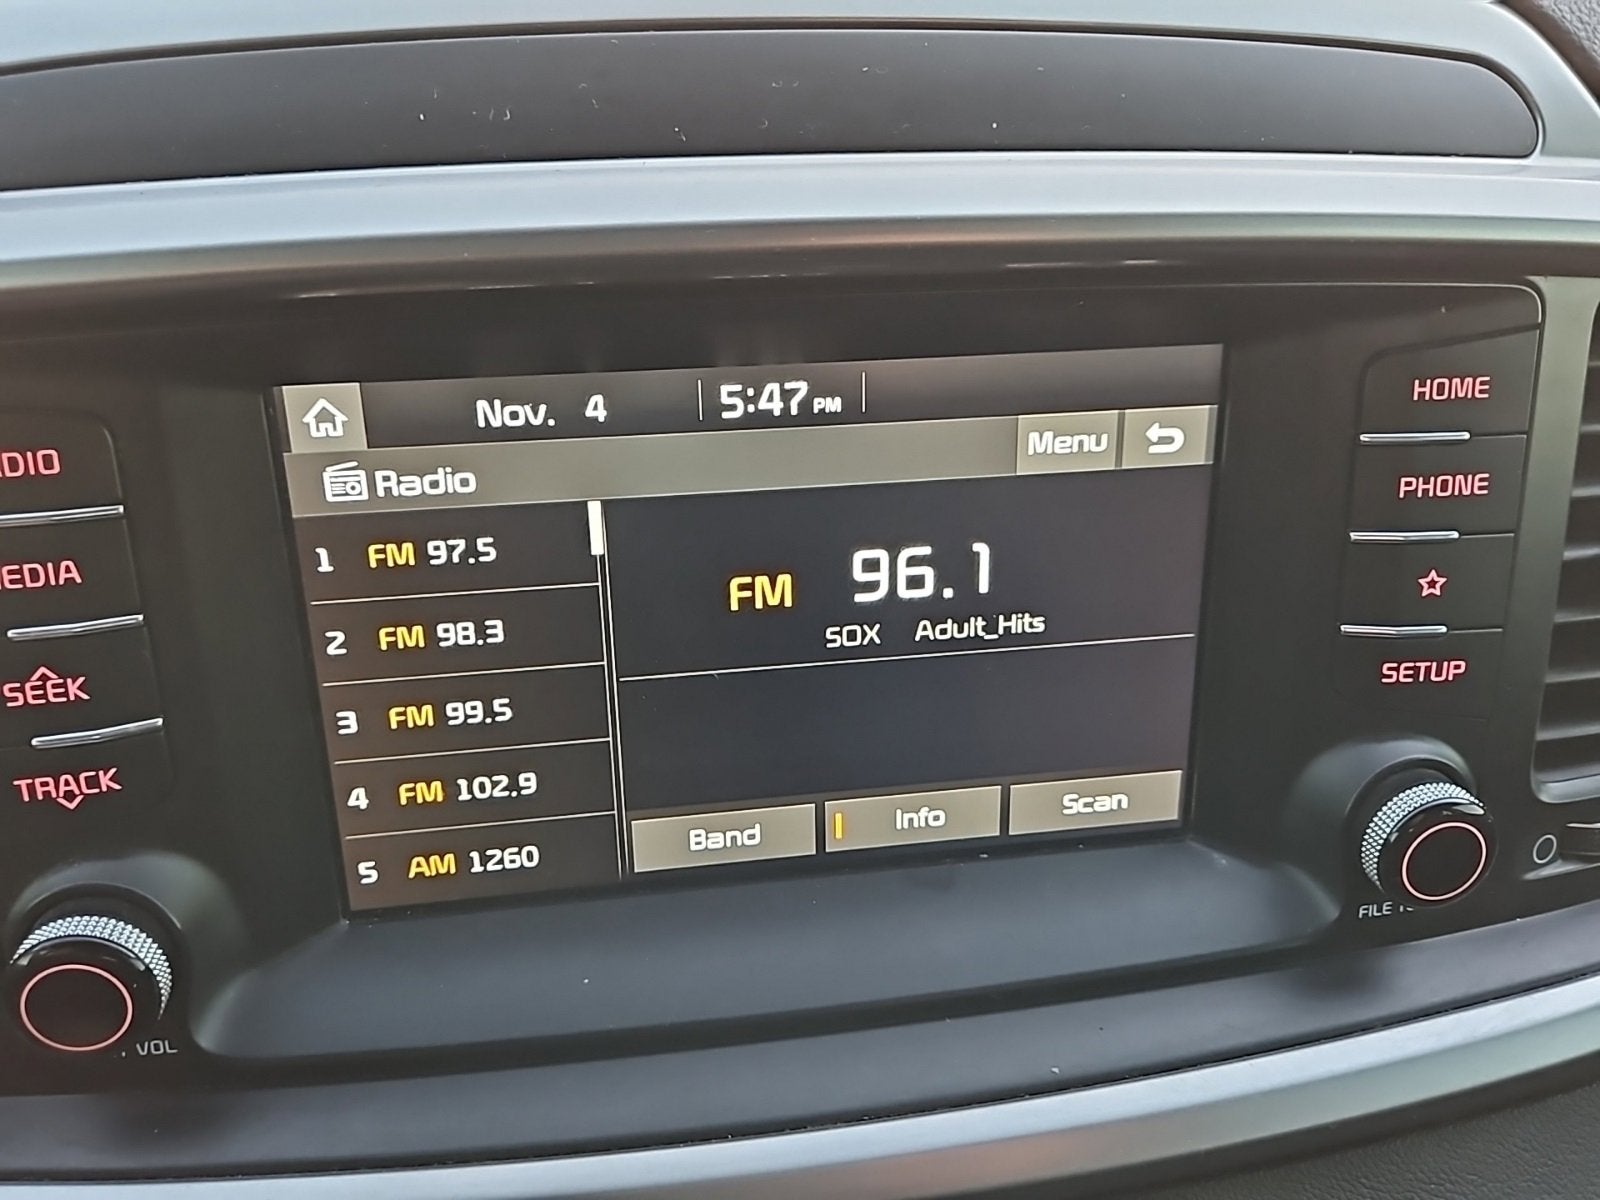 Nov. 4 5:47 PM
Menu
Radio
1 FM 97.5
2 FM 98.3
3 FM 99.5
4 FM 102.9
5 AM 1260
FM 96.1
SOX Adult_Hits
Band Info Scan
DIO
EDIA
SEEK
TRACK
VOL
HOME
PHONE
SETUP
FILE